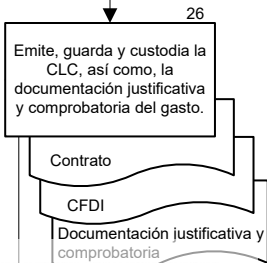 26
Emite, guarda y custodia la
CLC, así como, la
documentación justificativa
y comprobatoria del gasto.
Contrato
CFDI
Documentación justificativa y
comprobatoria